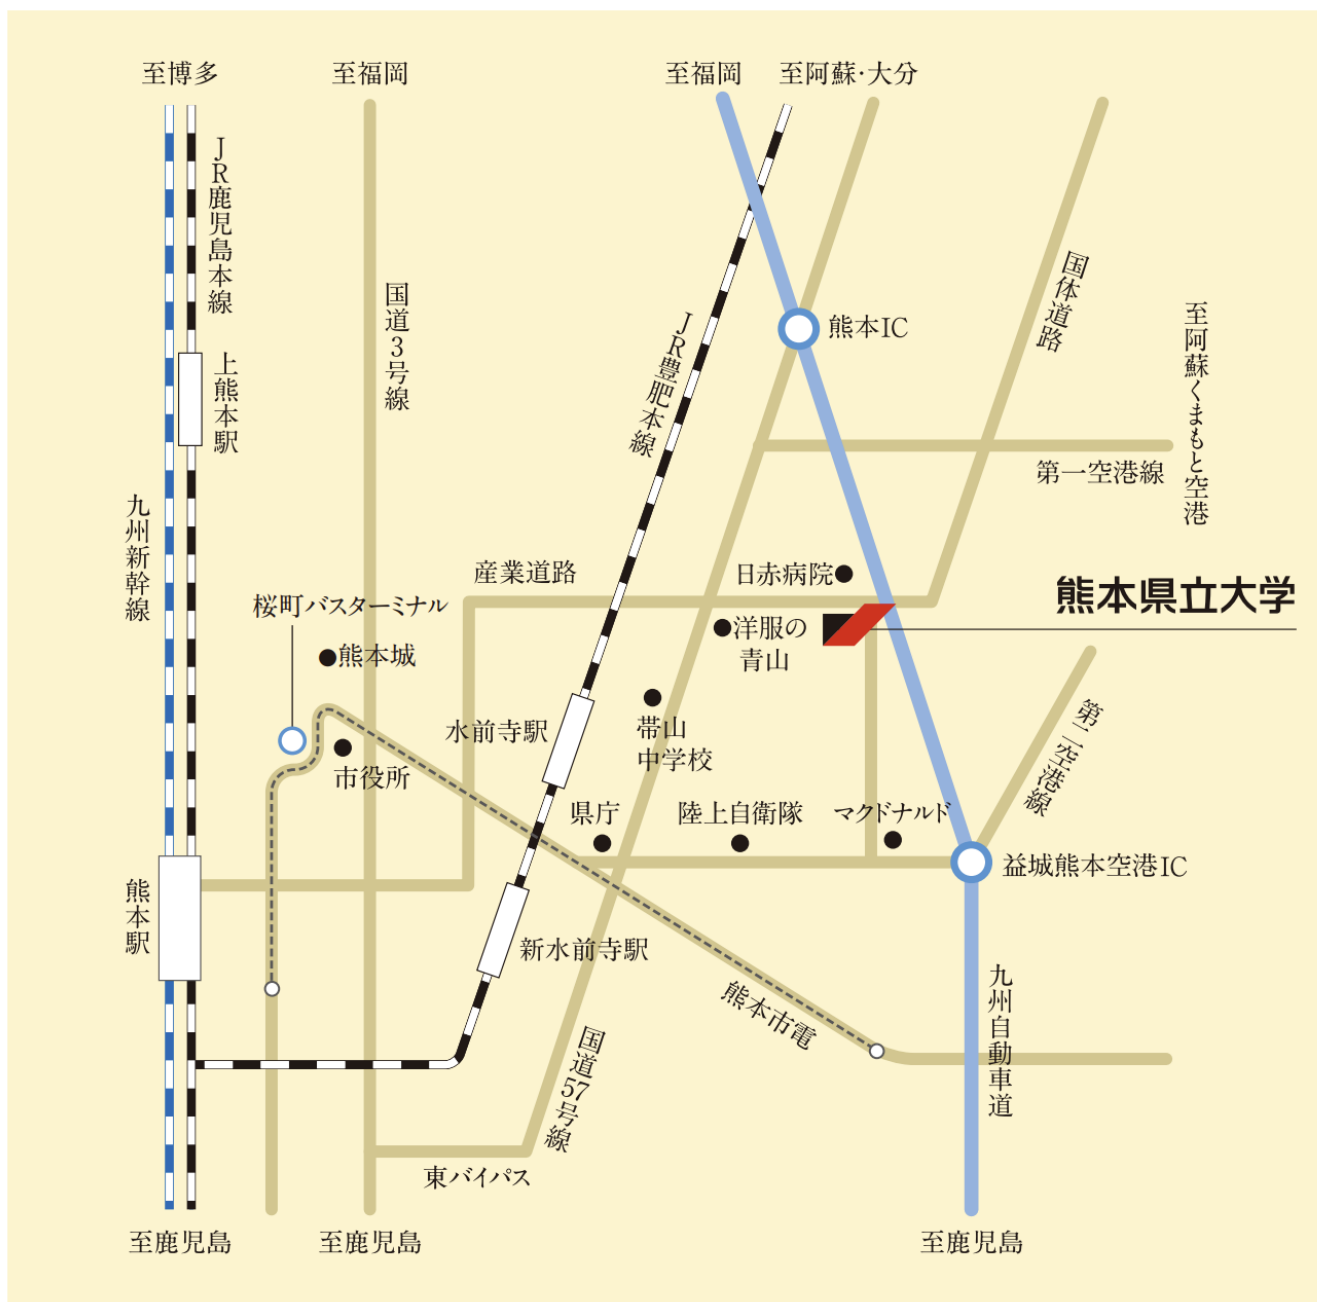 至博多
至福岡
至福岡
至阿蘇・大分
JR鹿児島本線
国道3号線
JR豊肥本線
国体道路
熊本IC
至阿蘇くまもと空港
上熊本駅
第一空港線
九州新幹線
産業道路
日赤病院
熊本県立大学
桜町バスターミナル
熊本城
洋服の
青山
水前寺駅
帯山
中学校
第二空港線
市役所
県庁
陸上自衛隊
マクドナルド
益城熊本空港IC
熊本駅
新水前寺駅
熊本市電
九州自動車道
国道57号線
東バイパス
至鹿児島
至鹿児島
至鹿児島